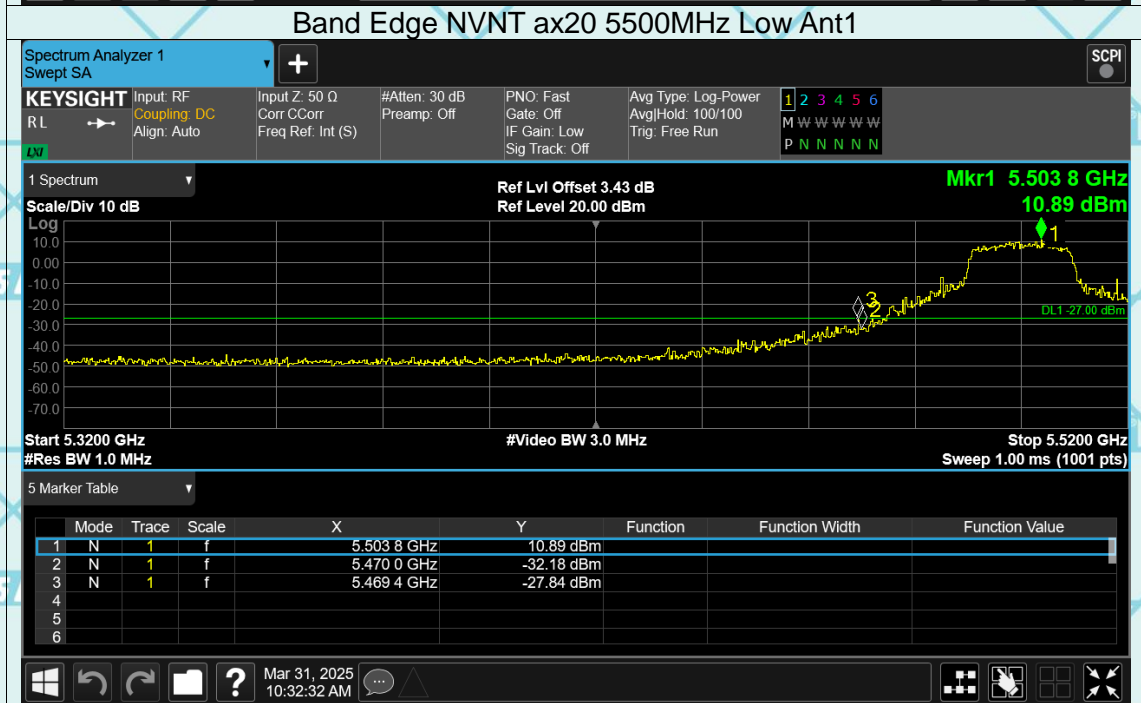 Band Edge NVNT ax20 5500MHz Low Ant1
Spectrum Analyzer 1
Swept SA
+
SCPI
KEYSIGHT
RL
LXI
Input: RF
Coupling: DC
Align: Auto
Input Z: 50 Ω
Corr CCorr
Freq Ref: Int (S)
#Atten: 30 dB
Preamp: Off
PNO: Fast
Gate: Off
IF Gain: Low
Sig Track: Off
Avg Type: Log-Power
Avg|Hold: 100/100
Trig: Free Run
1 2 3 4 5 6
M W W W W W
P N N N N N
1 Spectrum
Scale/Div 10 dB
Ref Lvl Offset 3.43 dB
Ref Level 20.00 dBm
Mkr1 5.503 8 GHz
10.89 dBm
Log
10.0
0.00
-10.0
-20.0
-30.0
-40.0
-50.0
-60.0
-70.0
1
3
2
DL1 -27.00 dBm
Start 5.3200 GHz
#Res BW 1.0 MHz
#Video BW 3.0 MHz
Stop 5.5200 GHz
Sweep 1.00 ms (1001 pts)
5 Marker Table
Mode Trace Scale X Y Function Function Width Function Value
1 N 1 f 5.503 8 GHz 10.89 dBm
2 N 1 f 5.470 0 GHz -32.18 dBm
3 N 1 f 5.469 4 GHz -27.84 dBm
4
5
6
?
Mar 31, 2025
10:32:32 AM